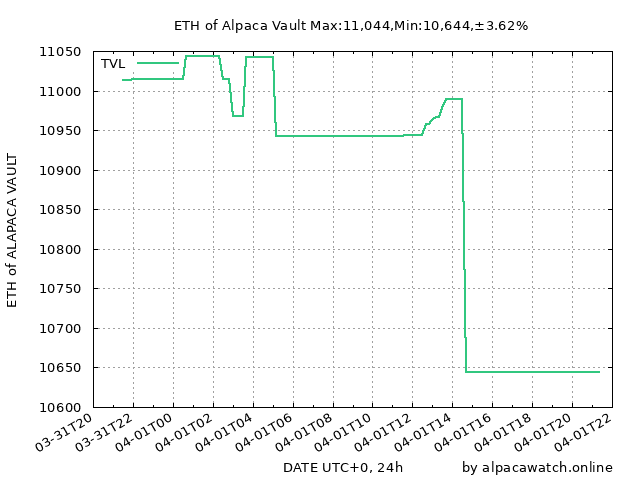 ETH of Alpaca Vault Max:11,044,Min:10,644,±3.62%
TVL
11050
11000
10950
10900
10850
10800
10750
10700
10650
10600
ETH of ALAPACA VAULT
03-31T20
03-31T22
04-01T00
04-01T02
04-01T04
04-01T06
04-01T08
04-01T10
04-01T12
04-01T14
04-01T16
04-01T18
04-01T20
04-01T22
DATE UTC+0, 24h
by alpacawatch.online